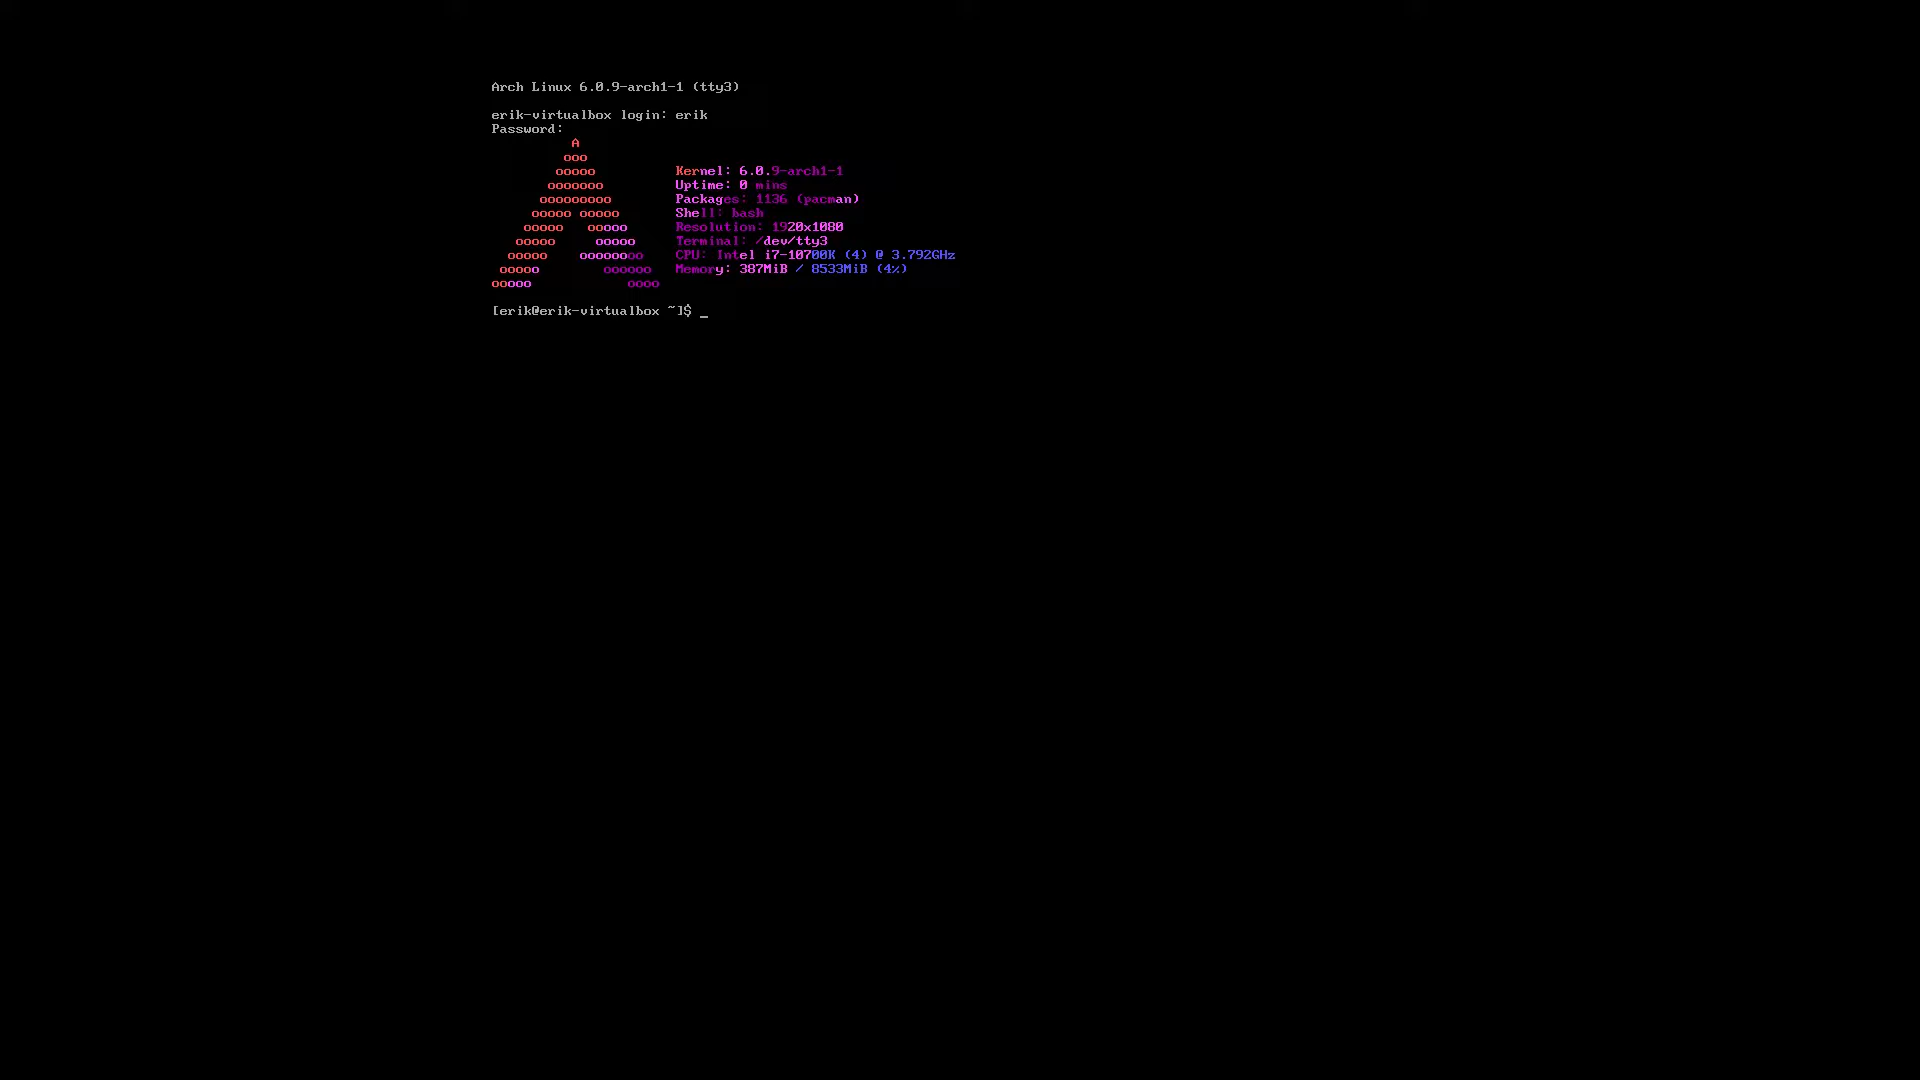 Arch Linux 6.0.9-arch1-1 (tty3)
erik-virtualbox login: erik
Password:
A
ooo
ooooo Kernel: 6.0.9-arch1-1
ooooooo Uptime: 0 mins
ooooooooo Packages: 1136 (pacman)
ooooo ooooo Shell: bash
ooooo ooooo Resolution: 1920x1080
ooooo ooooo Terminal: /dev/tty3
ooooo oooooooo CPU: Intel i7-10700K (4) @ 3.792GHz
ooooo oooooo Memory: 387MiB / 8533MiB (4%)
ooooo oooo
[erik@erik-virtualbox ~]$ _